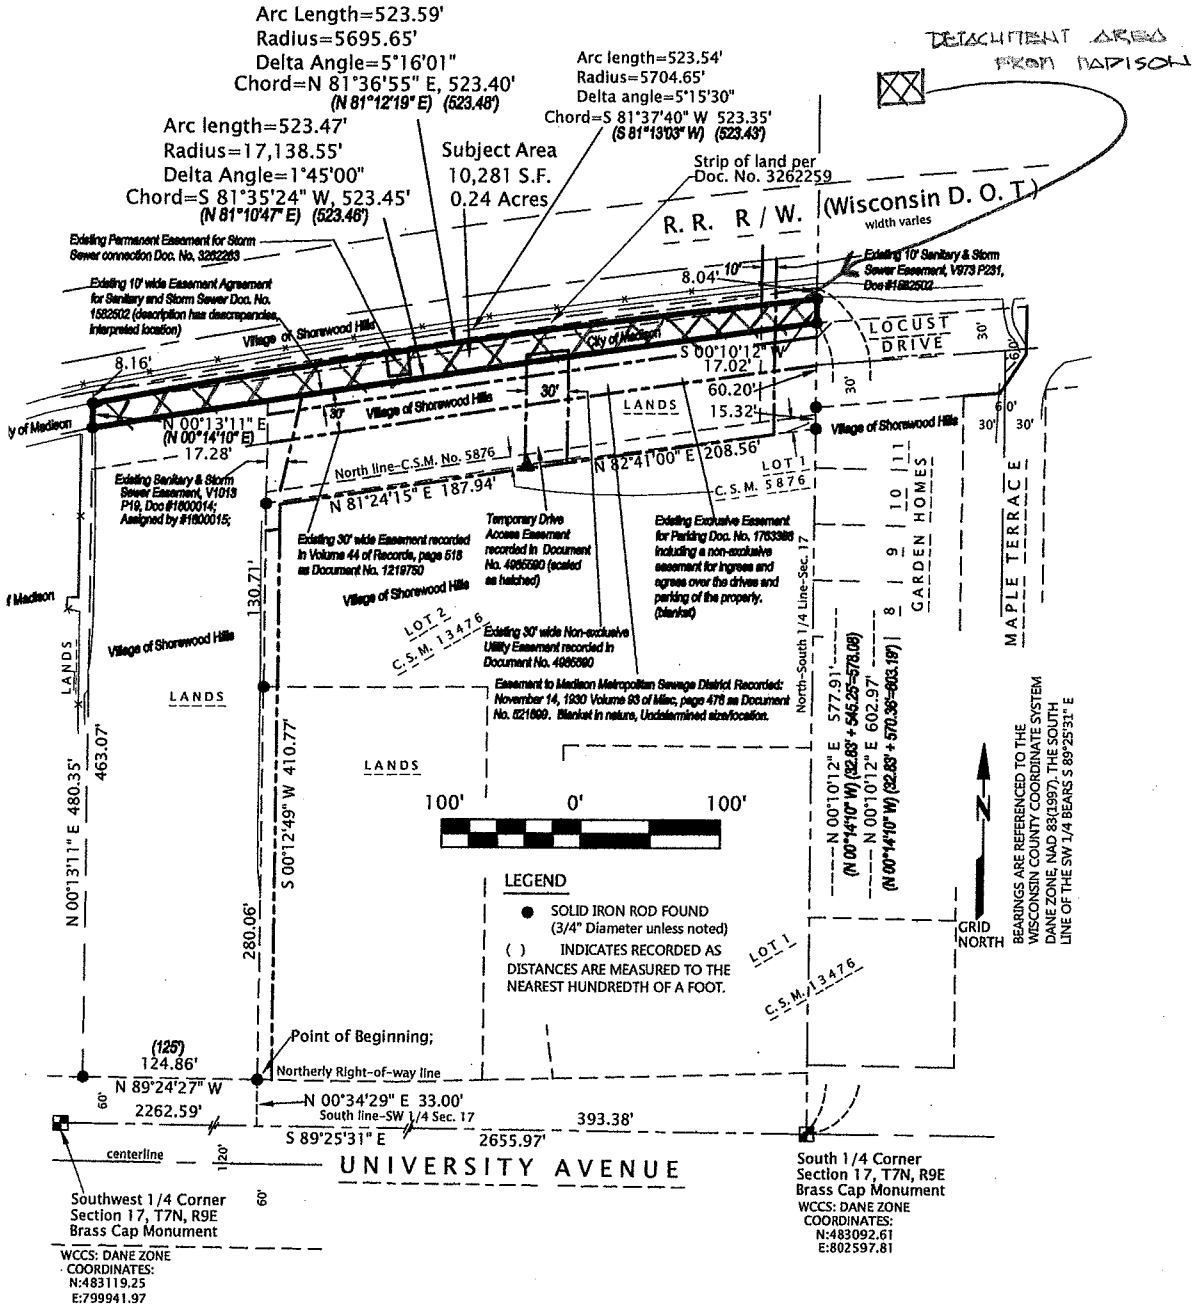 Arc Length=523.59'
Radius=5695.65'
Delta Angle=5°16'01"
Chord=N 81°36'55" E, 523.40'
(N 81°12'19" E) (523.48')
Arc length=523.54'
Radius=5704.65'
Delta angle=5°15'30"
Chord=S 81°37'40" W 523.35'
(S 81°13'03" W) (523.43')
DETACHMENT AREA
FROM MADISON
Arc length=523.47'
Radius=17,138.55'
Delta Angle=1°45'00"
Chord=S 81°35'24" W, 523.45'
(N 81°10'47" E) (523.46')
Subject Area
10,281 S.F.
0.24 Acres
Strip of land per
Doc. No. 3262259
R. R. R / W. (Wisconsin D. O. T.)
width varies
Existing Permanent Easement for Storm
Sewer connection Doc. No. 3262263
Existing 10' wide Easement Agreement
for Sanitary and Storm Sewer Doc. No.
1582502 (description has descrepancies,
interpreted location)
Existing 10' Sanitary & Storm
Sewer Easement, V973 P231,
Doc #1582502
8.04'
10'
Village of Shorewood Hills
City of Madison
8.16'
S 00°10'12" W
17.02'
60.20'
15.32'
LOCUST
DRIVE
30'
30'
6.0'
6.0'
30'
30'
y of Madison
N 00°13'11" E
(N 00°14'10" E)
17.28'
30'
Village of Shorewood Hills
30'
LANDS
Village of Shorewood Hills
North line-C.S.M. No. 5876
N 81°24'15" E 187.94'
N 82°41'00" E 208.56'
LOT 1
C.S.M. 5876
Existing Sanitary & Storm
Sewer Easement, V1013
P19, Doc #1600014;
Assigned by #1600015;
Existing 30' wide Easement recorded
in Volume 44 of Records, page 518
as Document No. 1219750
Temporary Drive
Access Easement
recorded in Document
No. 4965590 (scaled
as hatched)
Existing Exclusive Easement
for Parking Doc. No. 1763396
including a non-exclusive
easement for ingress and
egress over the drives and
parking of the property.
(blanket)
Village of Shorewood Hills
f Madison
130.71'
LOT 2
C.S.M. 13476
Existing 30' wide Non-exclusive
Utility Easement recorded in
Document No. 4965590
Easement to Madison Metropolitan Sewage District Recorded:
November 14, 1930 Volume 93 of Misc, page 476 as Document
No. 521699. Blanket in nature, Undetermined size/location.
Village of Shorewood Hills
LANDS
LANDS
LANDS
North-South 1/4 Line-Sec. 17
8 9 10 11
GARDEN HOMES
MAPLE TERRACE
N 00°13'11" E 480.35'
463.07'
S 00°12'49" W 410.77'
280.06'
N 00°10'12" E 577.91'
(N 00°14'10" W) (32.83' + 545.25'=578.08)
N 00°10'12" E 602.97'
(N 00°14'10" W) (32.83' + 570.36'=603.19')
BEARINGS ARE REFERENCED TO THE
WISCONSIN COUNTY COORDINATE SYSTEM
DANE ZONE, NAD 83(1997). THE SOUTH
LINE OF THE SW 1/4 BEARS S 89°25'31" E
100' 0' 100'
N
GRID
NORTH
LEGEND
SOLID IRON ROD FOUND
(3/4" Diameter unless noted)
( ) INDICATES RECORDED AS
DISTANCES ARE MEASURED TO THE
NEAREST HUNDREDTH OF A FOOT.
LOT 1
C.S.M. 13476
Point of Beginning;
(125')
124.86'
N 89°24'27" W
Northerly Right-of-way line
60'
2262.59'
N 00°34'29" E 33.00'
South line-SW 1/4 Sec. 17
S 89°25'31" E
2655.97'
393.38'
centerline
120'
60'
UNIVERSITY AVENUE
Southwest 1/4 Corner
Section 17, T7N, R9E
Brass Cap Monument
WCCS: DANE ZONE
COORDINATES:
N:483119.25
E:799941.97
South 1/4 Corner
Section 17, T7N, R9E
Brass Cap Monument
WCCS: DANE ZONE
COORDINATES:
N:483092.61
E:802597.81